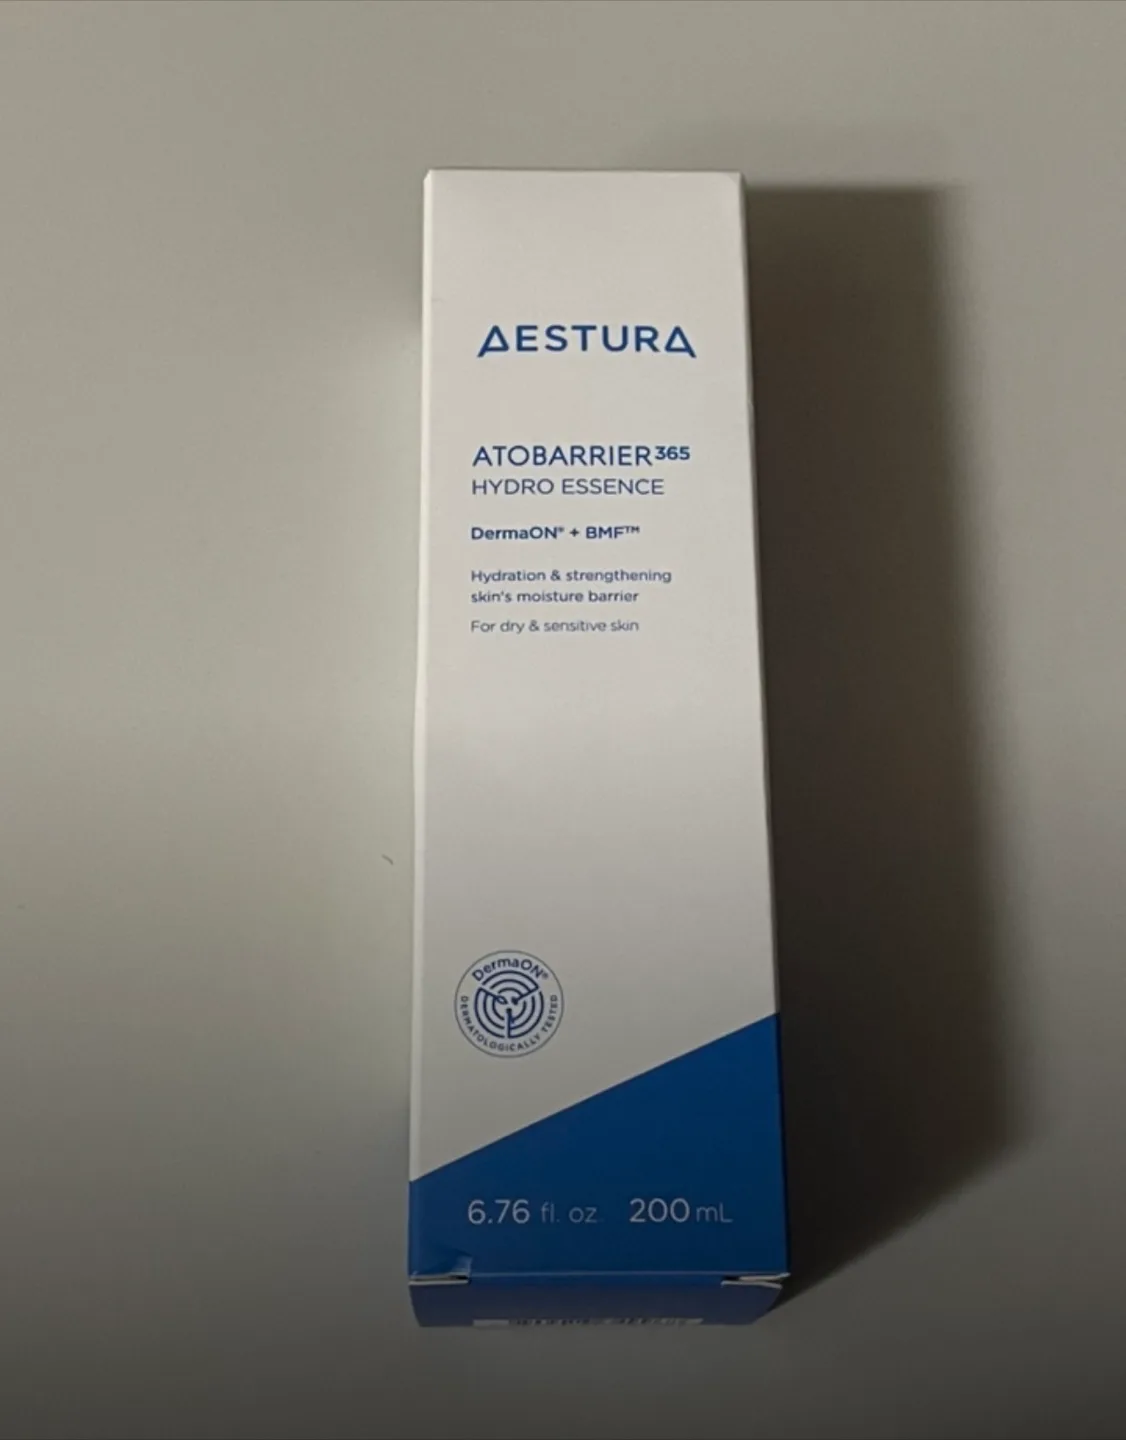 AESTURA
ATOBARRIER³⁶⁵
HYDRO ESSENCE
DermaON® + BMF™
Hydration & strengthening
skin's moisture barrier
For dry & sensitive skin
DermaON®
DERMATOLOGICALLY TESTED
6.76 fl. oz. 200 mL